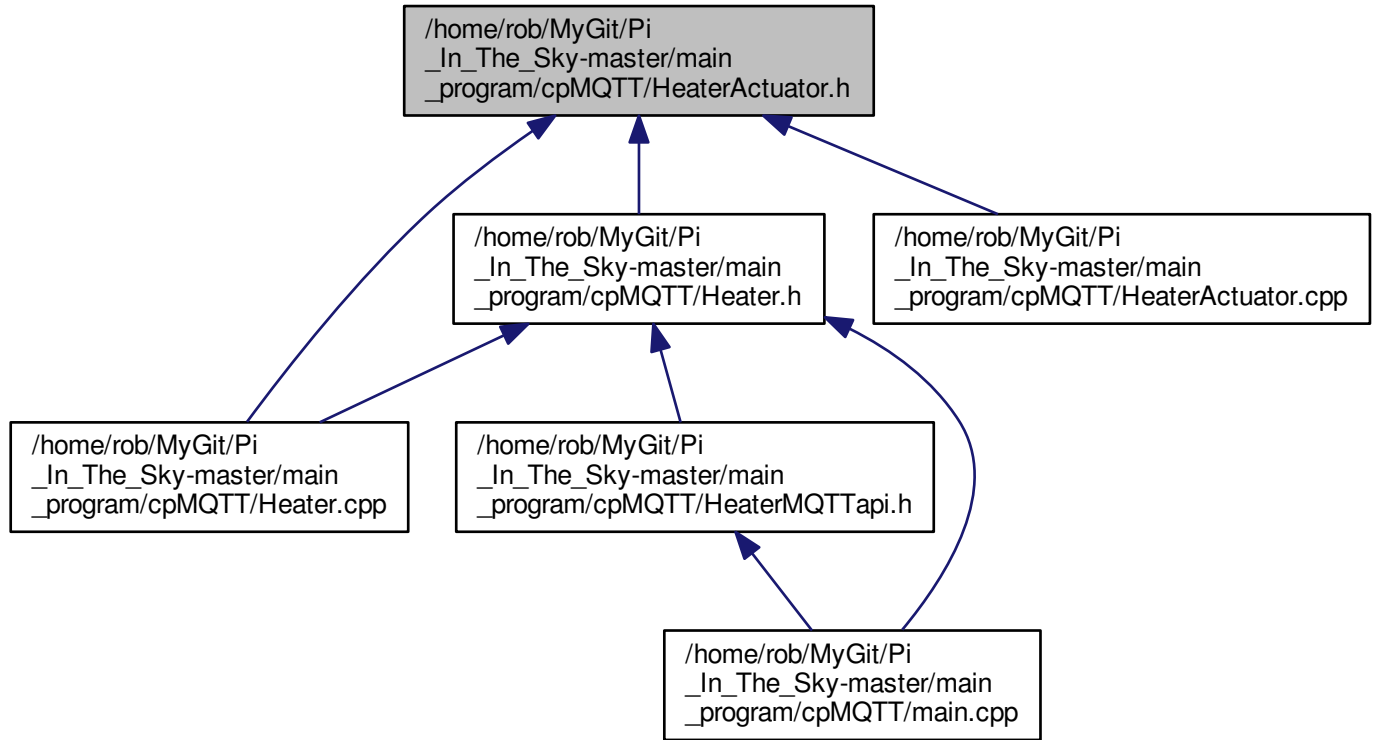 /home/rob/MyGit/Pi
_In_The_Sky-master/main
_program/cpMQTT/HeaterActuator.h
/home/rob/MyGit/Pi
_In_The_Sky-master/main
_program/cpMQTT/Heater.h
/home/rob/MyGit/Pi
_In_The_Sky-master/main
_program/cpMQTT/HeaterActuator.cpp
/home/rob/MyGit/Pi
_In_The_Sky-master/main
_program/cpMQTT/Heater.cpp
/home/rob/MyGit/Pi
_In_The_Sky-master/main
_program/cpMQTT/HeaterMQTTapi.h
/home/rob/MyGit/Pi
_In_The_Sky-master/main
_program/cpMQTT/main.cpp